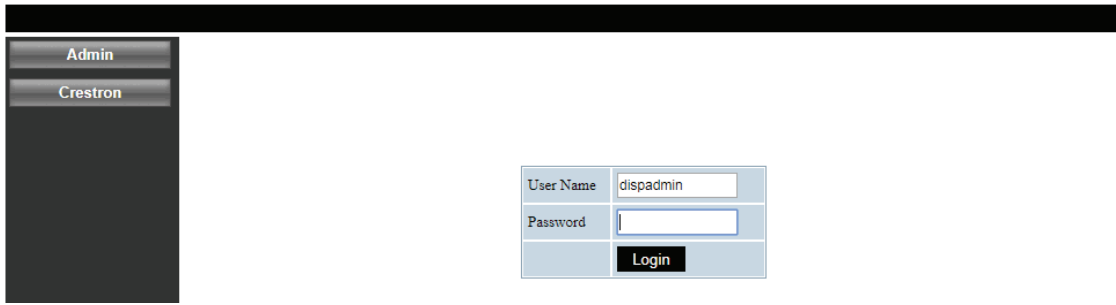 Admin
Crestron
User Name dispadmin
Password
Login